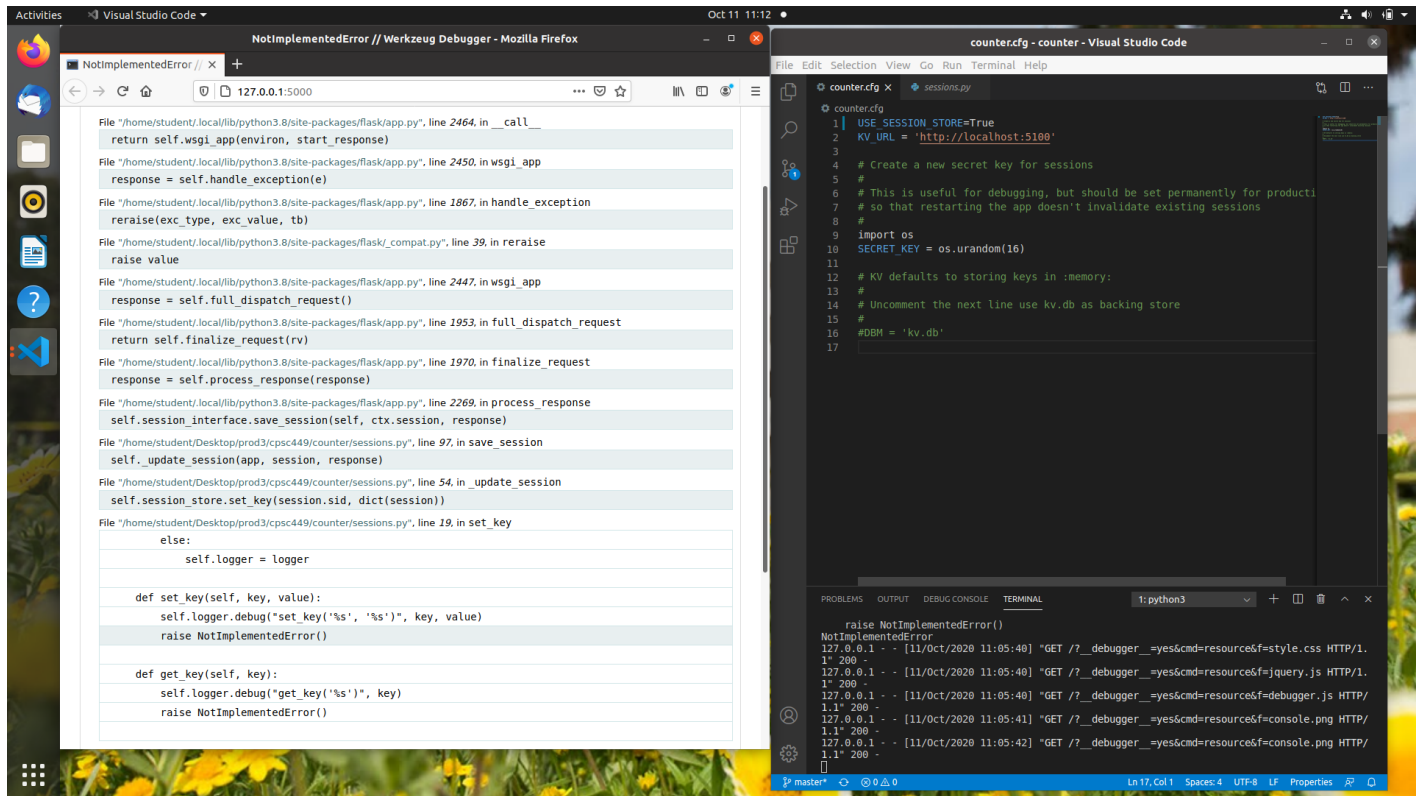 Activities
Visual Studio Code
Oct 11 11:12
NotImplementedError // Werkzeug Debugger - Mozilla Firefox
NotImplementedError //
127.0.0.1:5000
File "/home/student/.local/lib/python3.8/site-packages/flask/app.py", line 2464, in __call__
return self.wsgi_app(environ, start_response)
File "/home/student/.local/lib/python3.8/site-packages/flask/app.py", line 2450, in wsgi_app
response = self.handle_exception(e)
File "/home/student/.local/lib/python3.8/site-packages/flask/app.py", line 1867, in handle_exception
reraise(exc_type, exc_value, tb)
File "/home/student/.local/lib/python3.8/site-packages/flask/_compat.py", line 39, in reraise
raise value
File "/home/student/.local/lib/python3.8/site-packages/flask/app.py", line 2447, in wsgi_app
response = self.full_dispatch_request()
File "/home/student/.local/lib/python3.8/site-packages/flask/app.py", line 1953, in full_dispatch_request
return self.finalize_request(rv)
File "/home/student/.local/lib/python3.8/site-packages/flask/app.py", line 1970, in finalize_request
response = self.process_response(response)
File "/home/student/.local/lib/python3.8/site-packages/flask/app.py", line 2269, in process_response
self.session_interface.save_session(self, ctx.session, response)
File "/home/student/Desktop/prod3/cpsc449/counter/sessions.py", line 97, in save_session
self._update_session(app, session, response)
File "/home/student/Desktop/prod3/cpsc449/counter/sessions.py", line 54, in _update_session
self.session_store.set_key(session.sid, dict(session))
File "/home/student/Desktop/prod3/cpsc449/counter/sessions.py", line 19, in set_key
else:
self.logger = logger
def set_key(self, key, value):
self.logger.debug("set_key('%s', '%s')", key, value)
raise NotImplementedError()
def get_key(self, key):
self.logger.debug("get_key('%s')", key)
raise NotImplementedError()
counter.cfg - counter - Visual Studio Code
File Edit Selection View Go Run Terminal Help
counter.cfg
sessions.py
counter.cfg
1 USE_SESSION_STORE=True
2 KV_URL = 'http://localhost:5100'
3
4 # Create a new secret key for sessions
5 #
6 # This is useful for debugging, but should be set permanently for producti
7 # so that restarting the app doesn't invalidate existing sessions
8 #
9 import os
10 SECRET_KEY = os.urandom(16)
11
12 # KV defaults to storing keys in :memory:
13 #
14 # Uncomment the next line use kv.db as backing store
15 #
16 #DBM = 'kv.db'
17
1
PROBLEMS OUTPUT DEBUG CONSOLE TERMINAL 1: python3
raise NotImplementedError()
NotImplementedError
127.0.0.1 - - [11/Oct/2020 11:05:40] "GET /?__debugger__=yes&cmd=resource&f=style.css HTTP/1.
1" 200 -
127.0.0.1 - - [11/Oct/2020 11:05:40] "GET /?__debugger__=yes&cmd=resource&f=jquery.js HTTP/1.
1" 200 -
127.0.0.1 - - [11/Oct/2020 11:05:40] "GET /?__debugger__=yes&cmd=resource&f=debugger.js HTTP/
1.1" 200 -
127.0.0.1 - - [11/Oct/2020 11:05:41] "GET /?__debugger__=yes&cmd=resource&f=console.png HTTP/
1.1" 200 -
127.0.0.1 - - [11/Oct/2020 11:05:42] "GET /?__debugger__=yes&cmd=resource&f=console.png HTTP/
1.1" 200 -
master* 0 0 Ln 17, Col 1 Spaces: 4 UTF-8 LF Properties